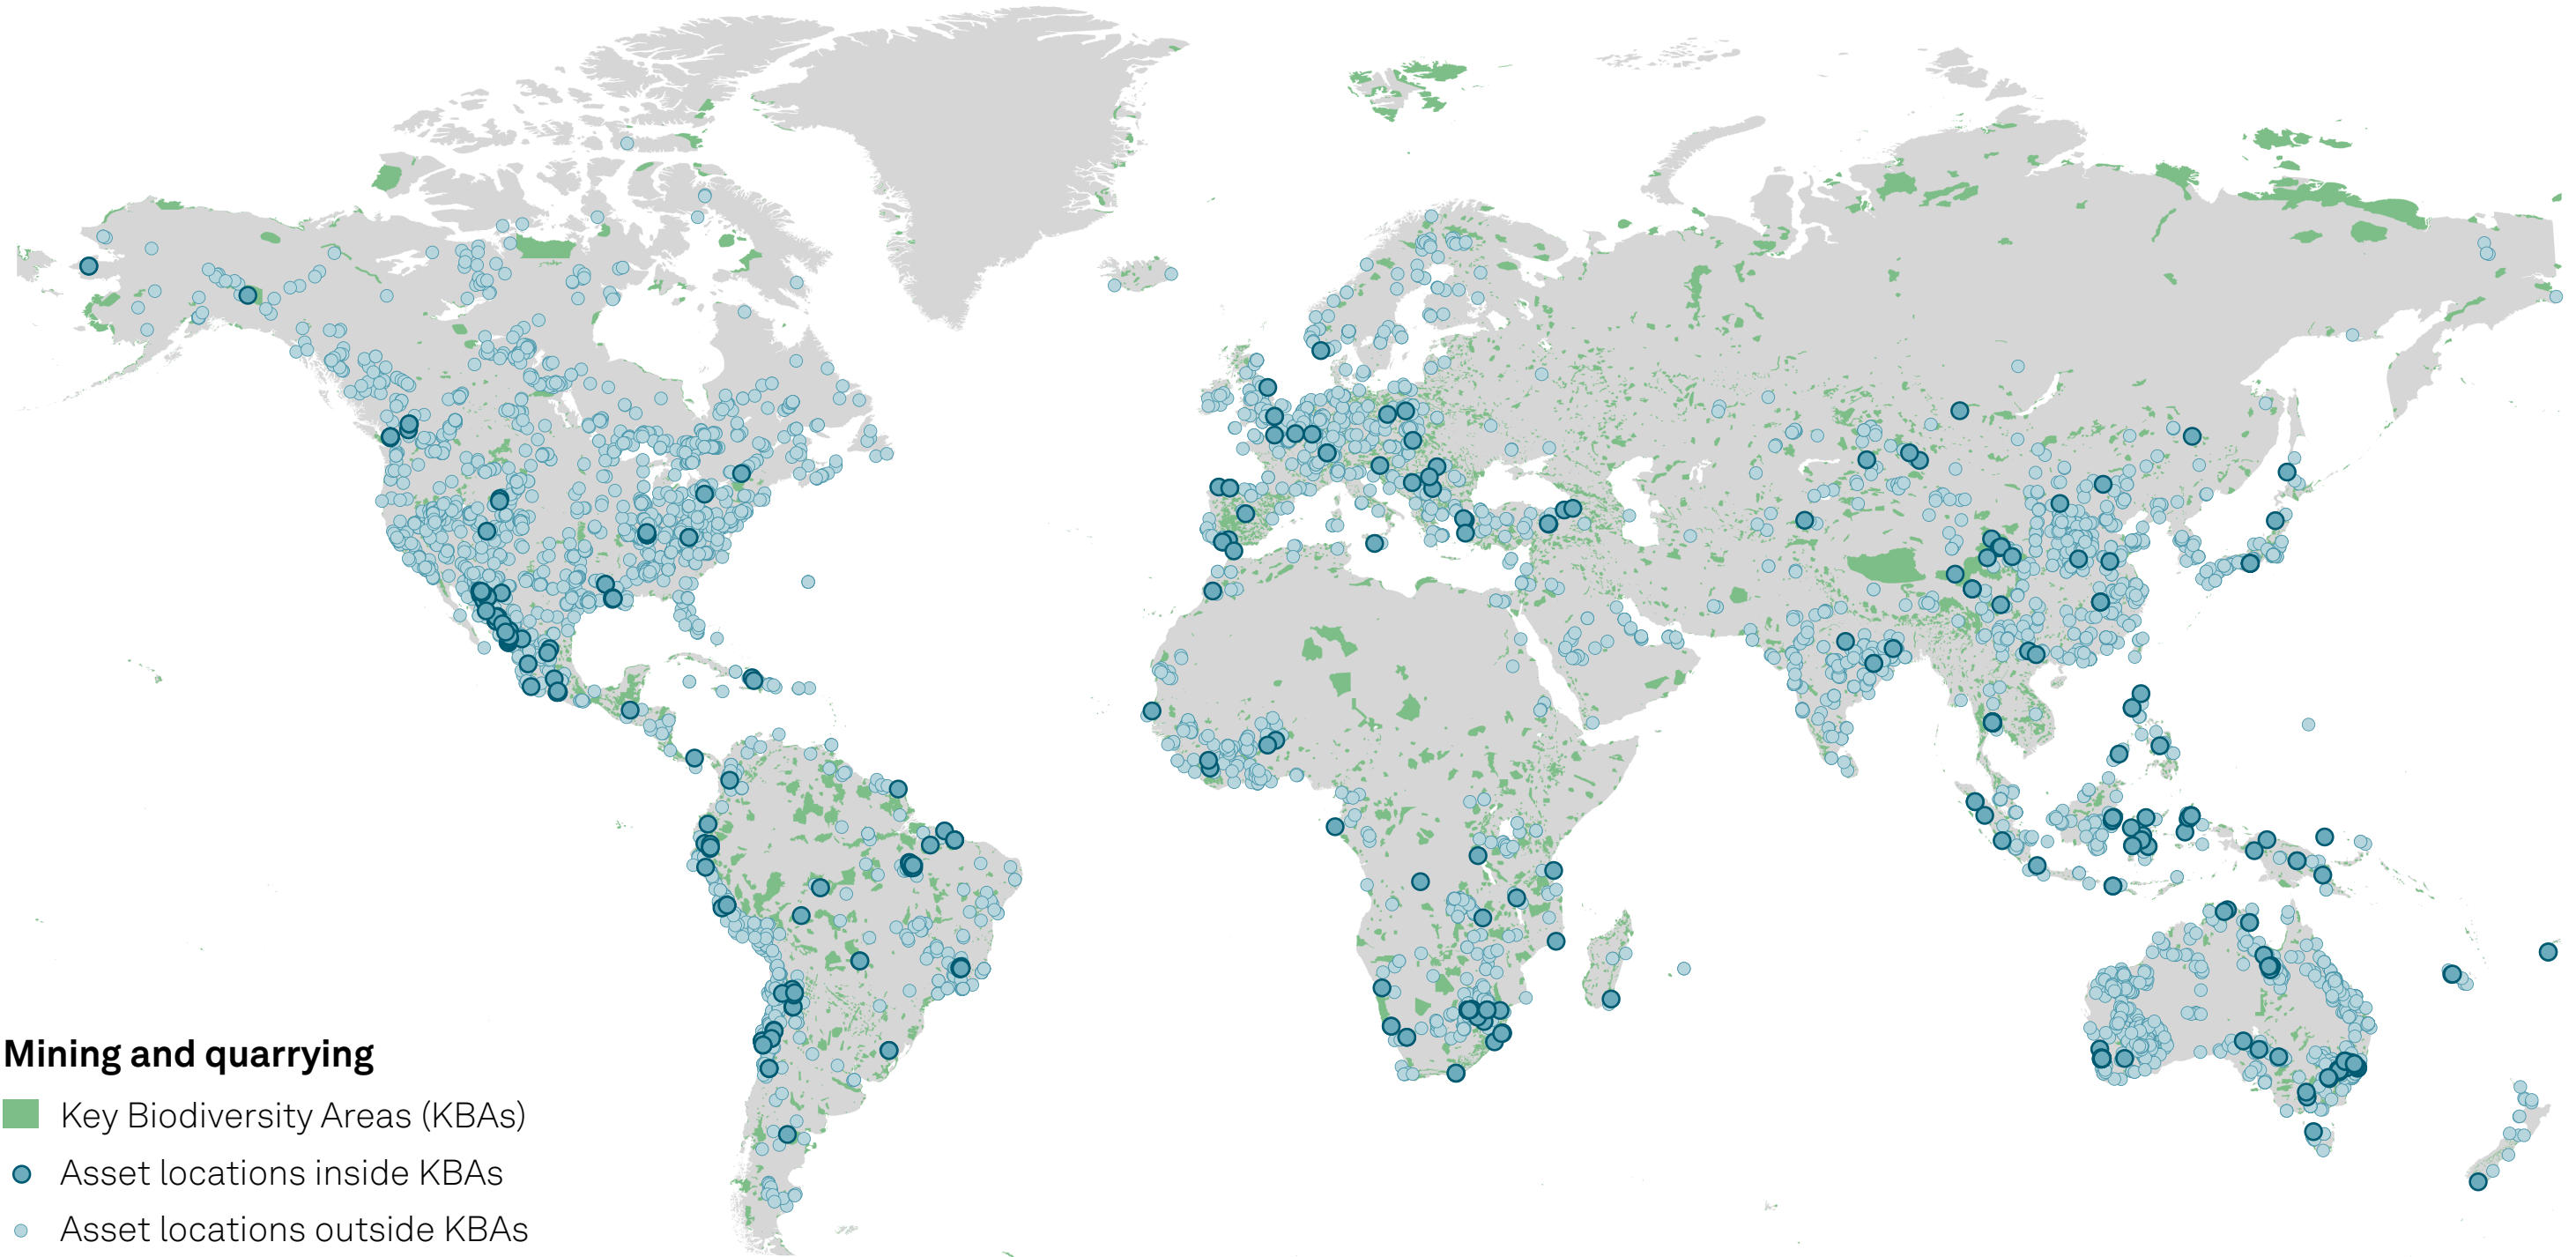 Mining and quarrying
Key Biodiversity Areas (KBAs)
Asset locations inside KBAs
Asset locations outside KBAs